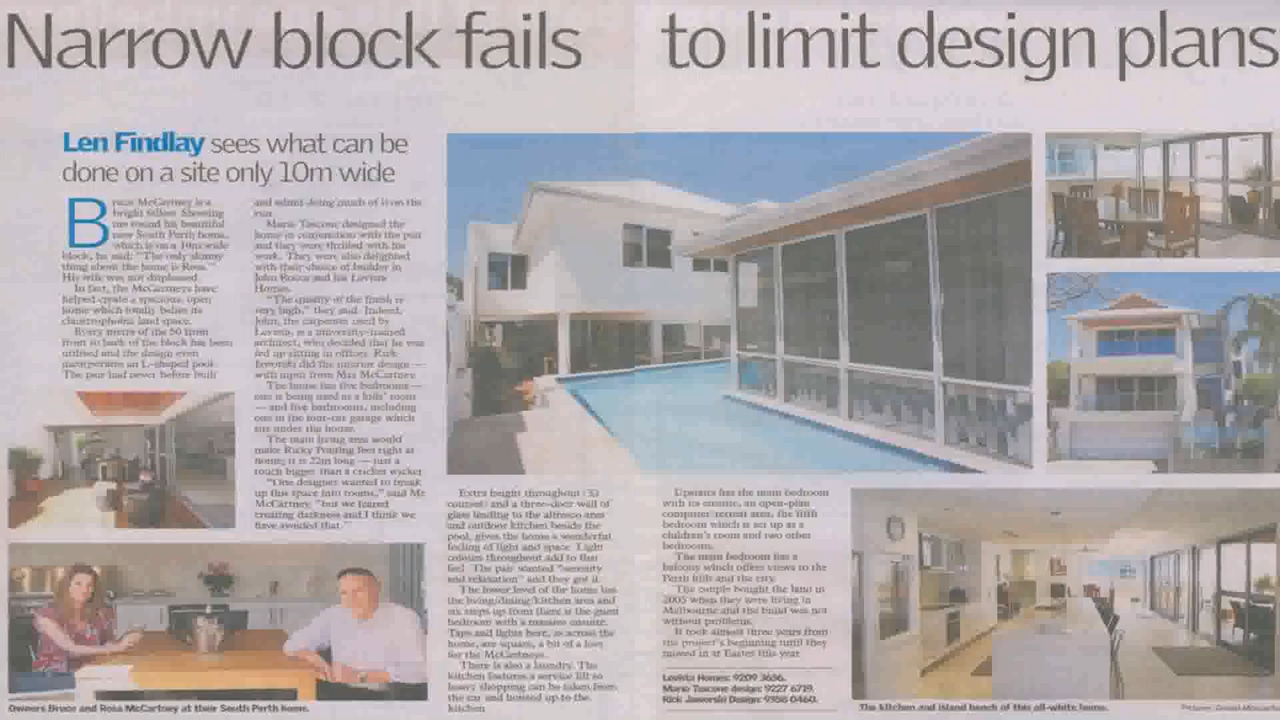 Narrow block fails to limit design plans
Len Findlay sees what can be
done on a site only 10m wide
Bruce McCartney is a
bright fellow. Showing
me round his beautiful
new South Perth home,
which is on a 10m-wide
block, he said: "The only skinny
thing about the home is Rosa."
His wife was not displeased.
In fact, the McCartneys have
helped create a spacious, open
home which totally belies its
claustrophobic land space.
Every metre of the 50 from
front to back of the block has been
utilised and the design even
incorporates an L-shaped pool.
The pair had never before built
and admit doing much of it on the
run.
Mario Tascone designed the
home in conjunction with the pair
and they were thrilled with his
work. They were also delighted
with their choice of builder in
John Rocca and his Lovista
Homes.
"The quality of the finish is
very high," they said. Indeed,
John, the carpenter used by
Lovista, is a university-trained
architect, who decided that he was
fed up sitting in offices. Rick
Jaworski did the interior design —
with input from Mrs McCartney.
The home has five bedrooms —
one is being used as a kids' room
— and five bathrooms, including
one in the four-car garage which
sits under the home.
The main living area would
make Ricky Ponting feel right at
home; it is 22m long — just a
touch bigger than a cricket wicket.
"One designer wanted to break
up this space into rooms," said Mr
McCartney, "but we feared
creating darkness and I think we
have avoided that."
Extra height throughout (33
courses) and a three-door wall of
glass leading to the alfresco area
and outdoor kitchen beside the
pool, gives the home a wonderful
feeling of light and space. Light
colours throughout add to that
feel. The pair wanted "serenity
and relaxation" and they got it.
The lower level of the home has
the living/dining/kitchen area and
six steps up from there is the guest
bedroom with a massive ensuite.
Taps and lights here, as across the
home, are square, a bit of a love
for the McCartneys.
There is also a laundry. The
kitchen features a service lift so
heavy shopping can be taken from
the car and hoisted up to the
kitchen.
Upstairs has the main bedroom
with its ensuite, an open-plan
computer/retreat area, the fifth
bedroom which is set up as a
children's room and two other
bedrooms.
The main bedroom has a
balcony which offers views to the
Perth hills and the city.
The couple bought the land in
2005 when they were living in
Melbourne and the build was not
without problems.
It took almost three years from
the project's beginning until they
moved in at Easter this year.
Lovista Homes: 9209 3636.
Mario Tascone design: 9227 6719.
Rick Jaworski Design: 9358 0460.
Owners Bruce and Rosa McCartney at their South Perth home.
The kitchen and island bench of this all-white home.
Pictures: